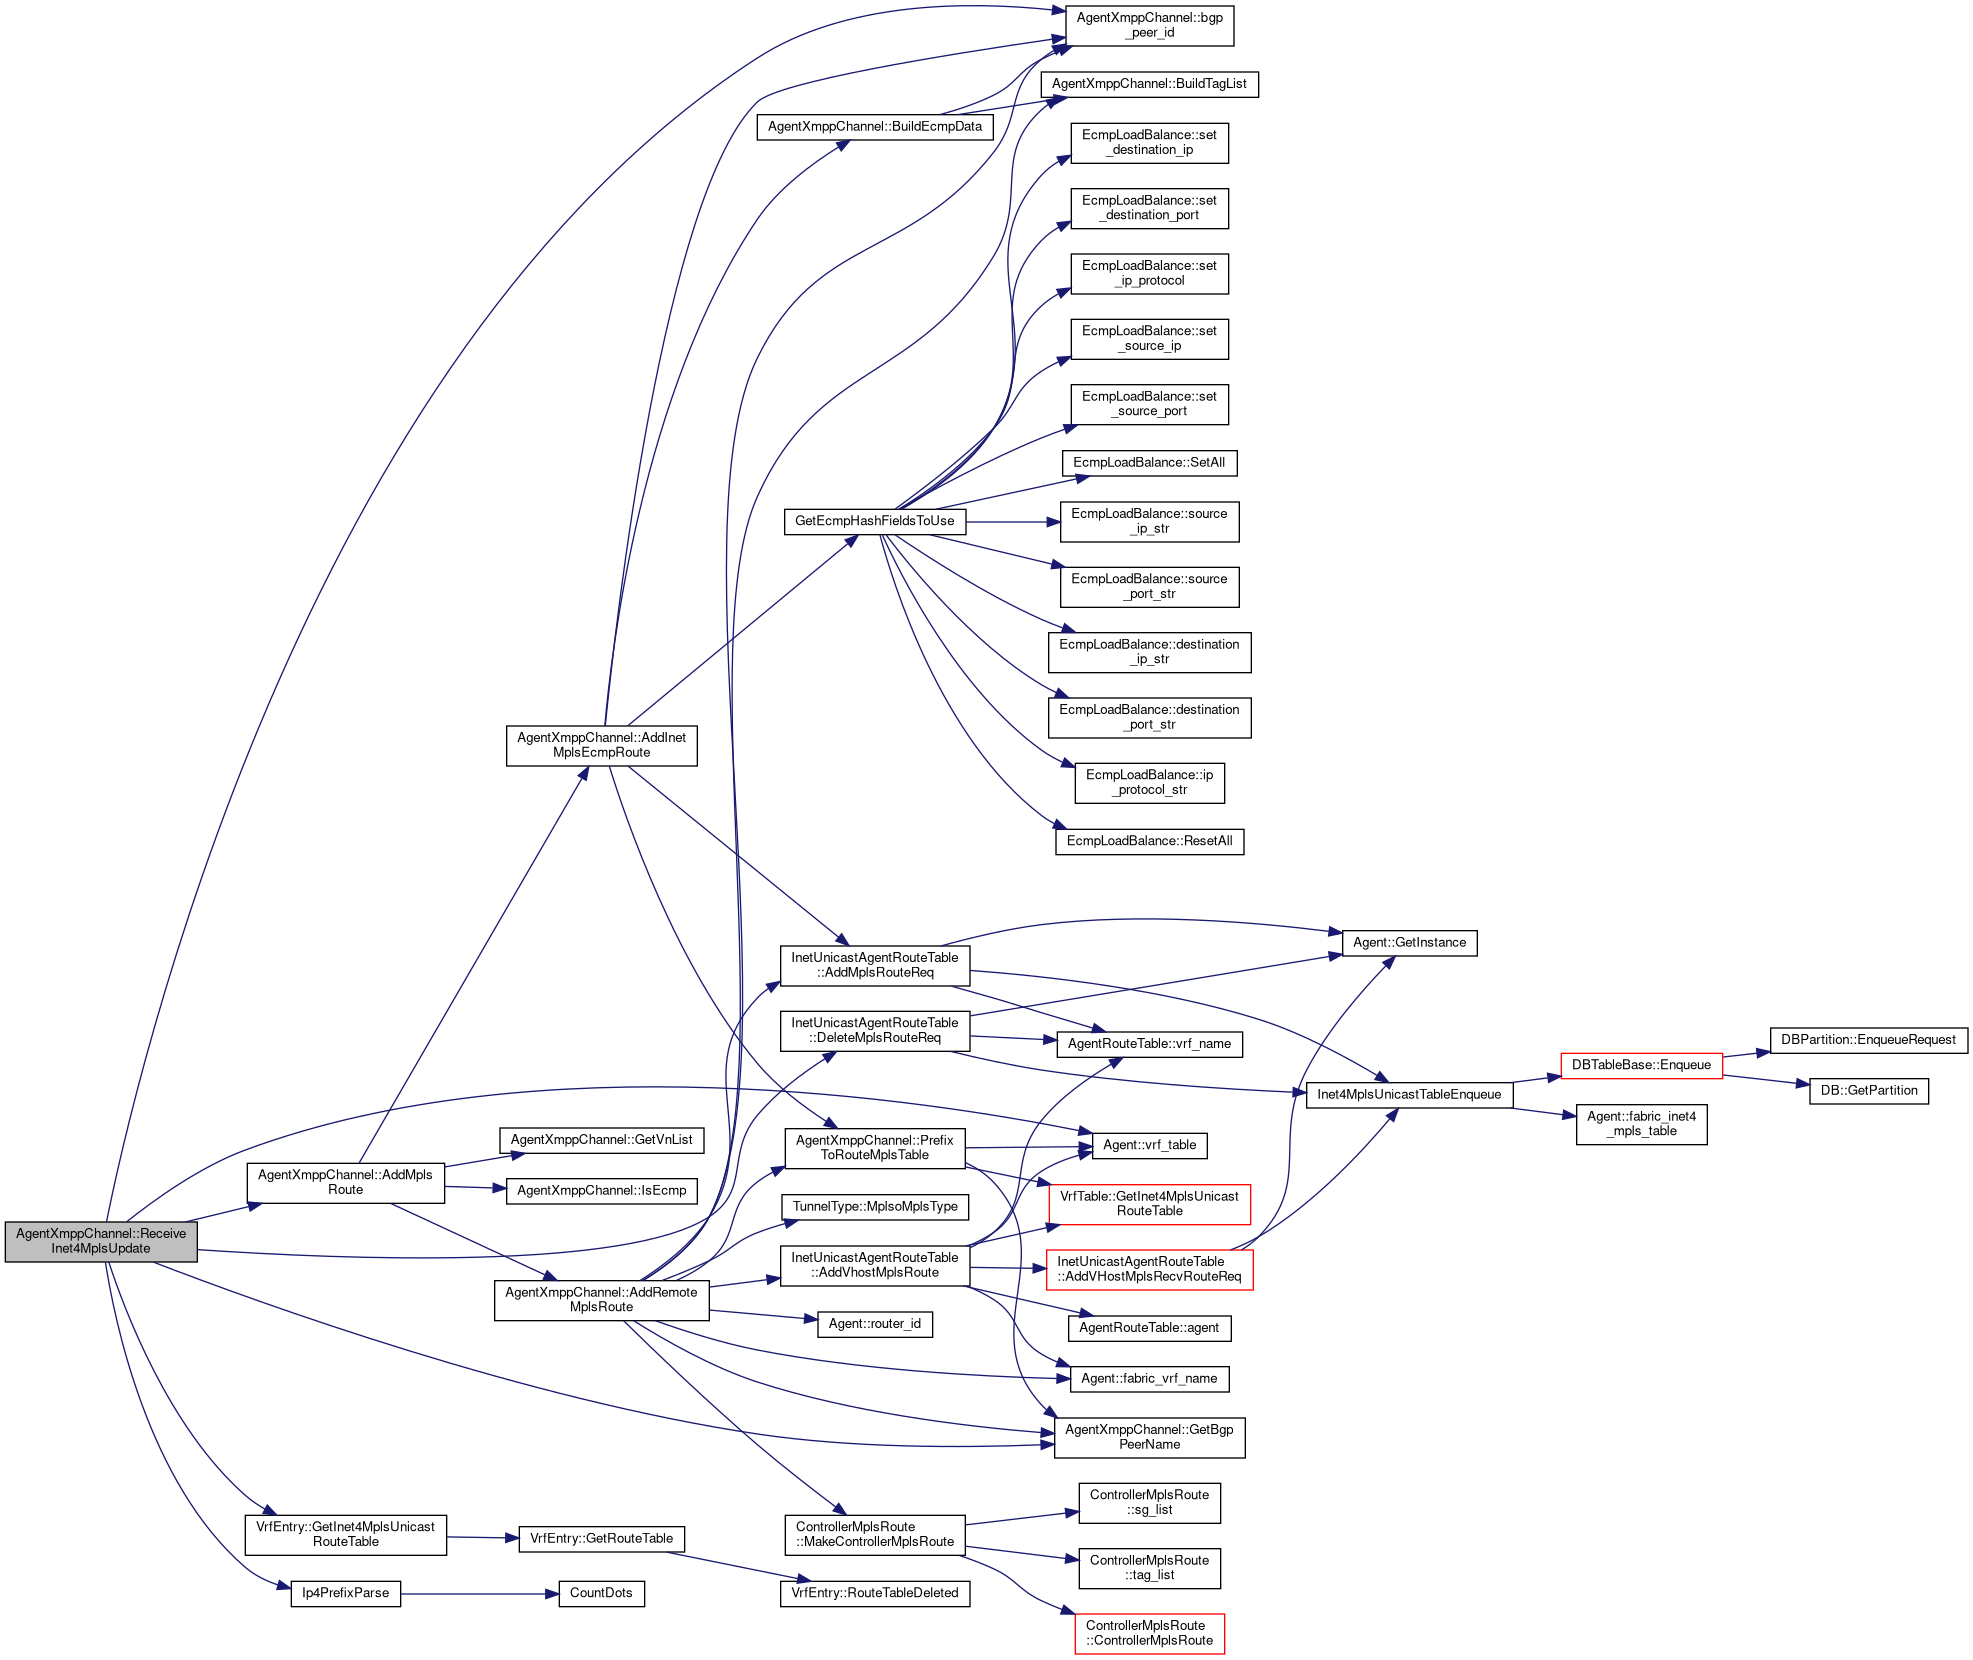 AgentXmppChannel::Receive
Inet4MplsUpdate
AgentXmppChannel::AddMpls
Route
VrfEntry::GetInet4MplsUnicast
RouteTable
Ip4PrefixParse
AgentXmppChannel::AddInet
MplsEcmpRoute
AgentXmppChannel::GetVnList
AgentXmppChannel::IsEcmp
AgentXmppChannel::AddRemote
MplsRoute
VrfEntry::GetRouteTable
CountDots
AgentXmppChannel::BuildEcmpData
GetEcmpHashFieldsToUse
InetUnicastAgentRouteTable
::AddMplsRouteReq
InetUnicastAgentRouteTable
::DeleteMplsRouteReq
AgentXmppChannel::Prefix
ToRouteMplsTable
TunnelType::MplsoMplsType
InetUnicastAgentRouteTable
::AddVhostMplsRoute
Agent::router_id
ControllerMplsRoute
::MakeControllerMplsRoute
VrfEntry::RouteTableDeleted
AgentXmppChannel::bgp
_peer_id
AgentXmppChannel::BuildTagList
EcmpLoadBalance::set
_destination_ip
EcmpLoadBalance::set
_destination_port
EcmpLoadBalance::set
_ip_protocol
EcmpLoadBalance::set
_source_ip
EcmpLoadBalance::set
_source_port
EcmpLoadBalance::SetAll
EcmpLoadBalance::source
_ip_str
EcmpLoadBalance::source
_port_str
EcmpLoadBalance::destination
_ip_str
EcmpLoadBalance::destination
_port_str
EcmpLoadBalance::ip
_protocol_str
EcmpLoadBalance::ResetAll
AgentRouteTable::vrf_name
Agent::vrf_table
VrfTable::GetInet4MplsUnicast
RouteTable
InetUnicastAgentRouteTable
::AddVHostMplsRecvRouteReq
AgentRouteTable::agent
Agent::fabric_vrf_name
AgentXmppChannel::GetBgp
PeerName
ControllerMplsRoute
::sg_list
ControllerMplsRoute
::tag_list
ControllerMplsRoute
::ControllerMplsRoute
Agent::GetInstance
Inet4MplsUnicastTableEnqueue
DBTableBase::Enqueue
Agent::fabric_inet4
_mpls_table
DBPartition::EnqueueRequest
DB::GetPartition